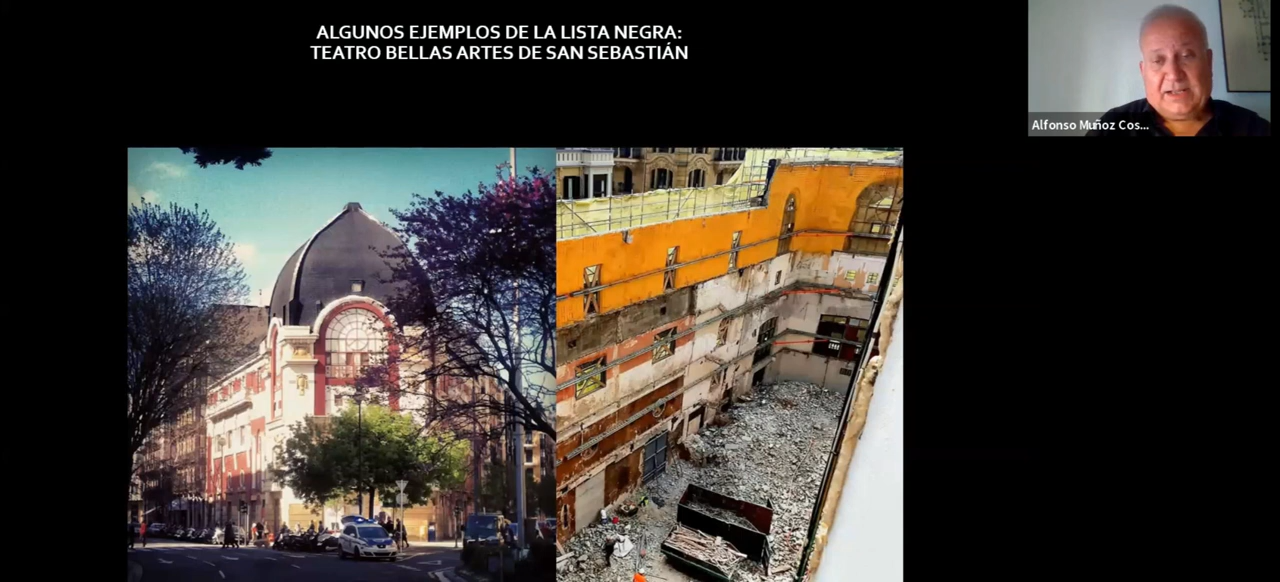 ALGUNOS EJEMPLOS DE LA LISTA NEGRA:
TEATRO BELLAS ARTES DE SAN SEBASTIÁN
Alfonso Muñoz Cos...